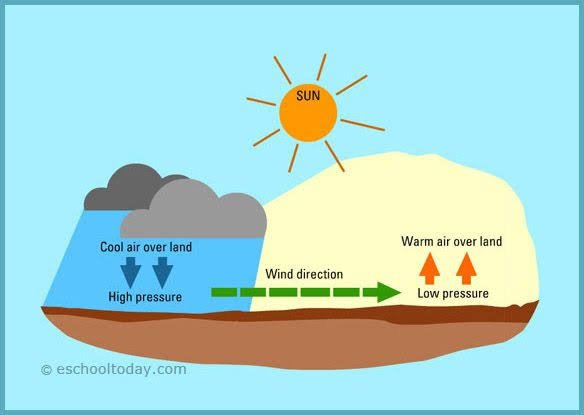 SUN
Cool air over land
High pressure
Wind direction
Warm air over land
Low pressure
© eschooltoday.com